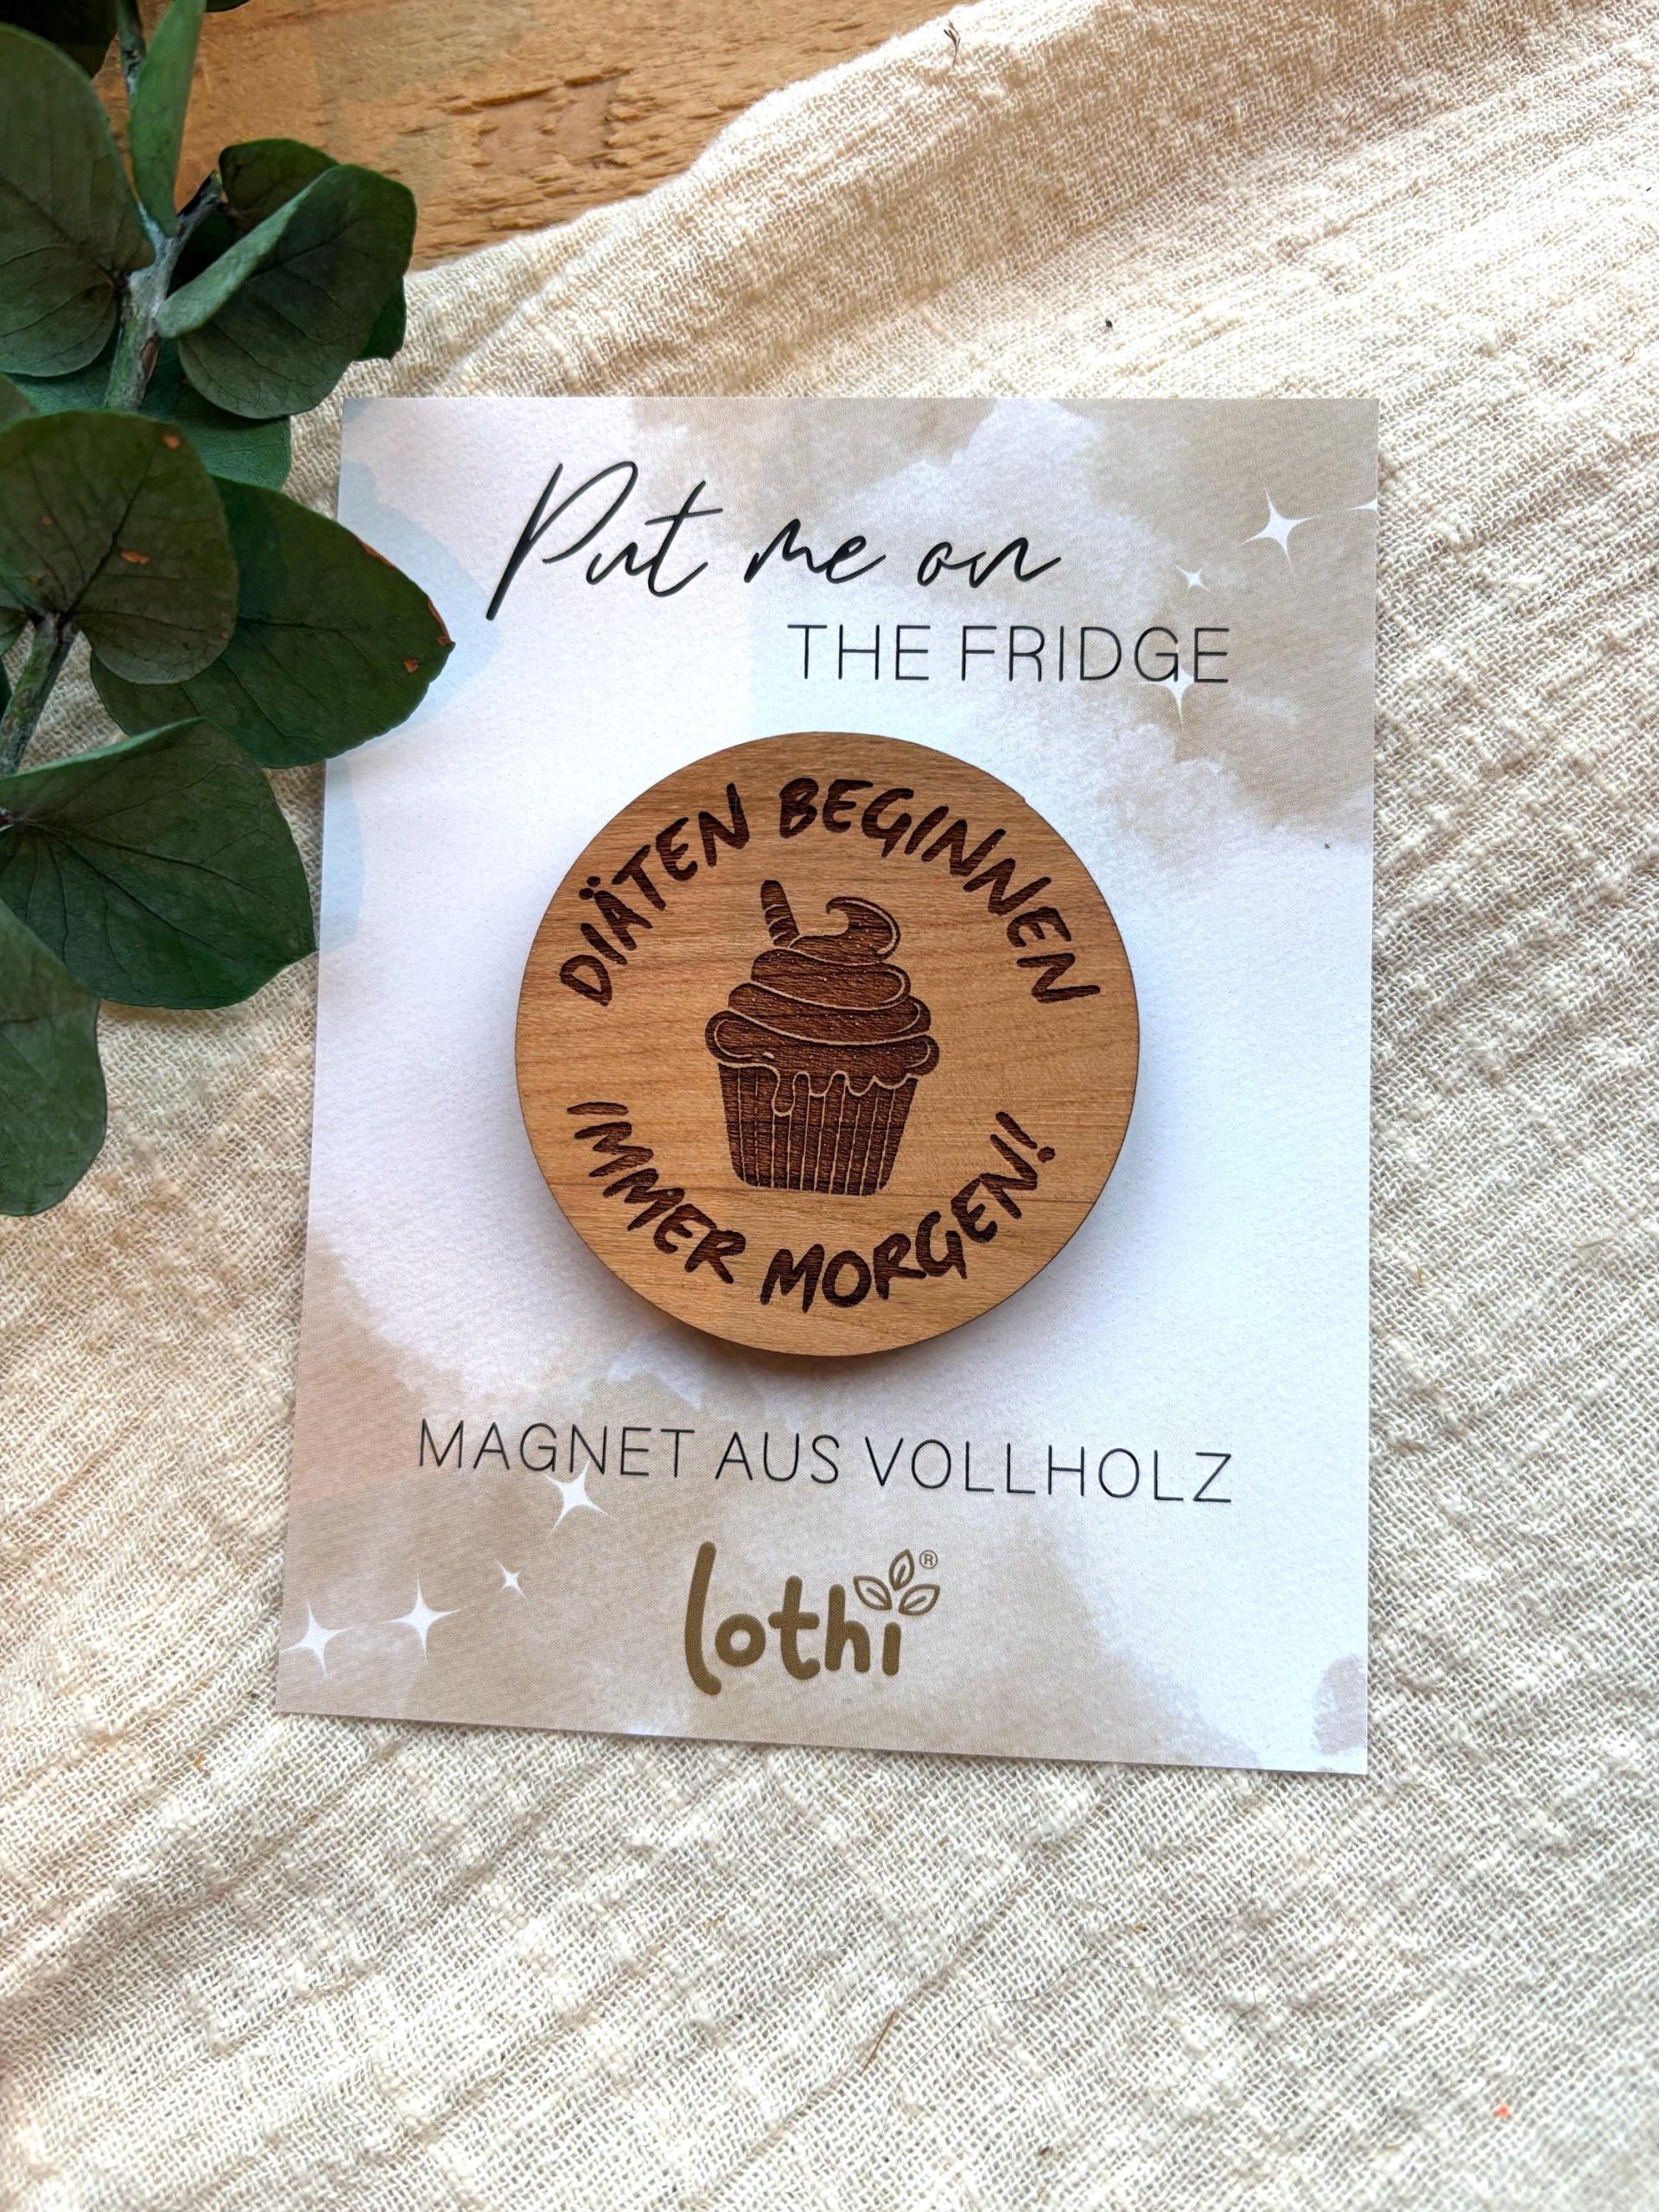 Put me on
THE FRIDGE
DIÄTEN BEGINNEN
IMMER MORGEN!
MAGNET AUS VOLLHOLZ
lothi®